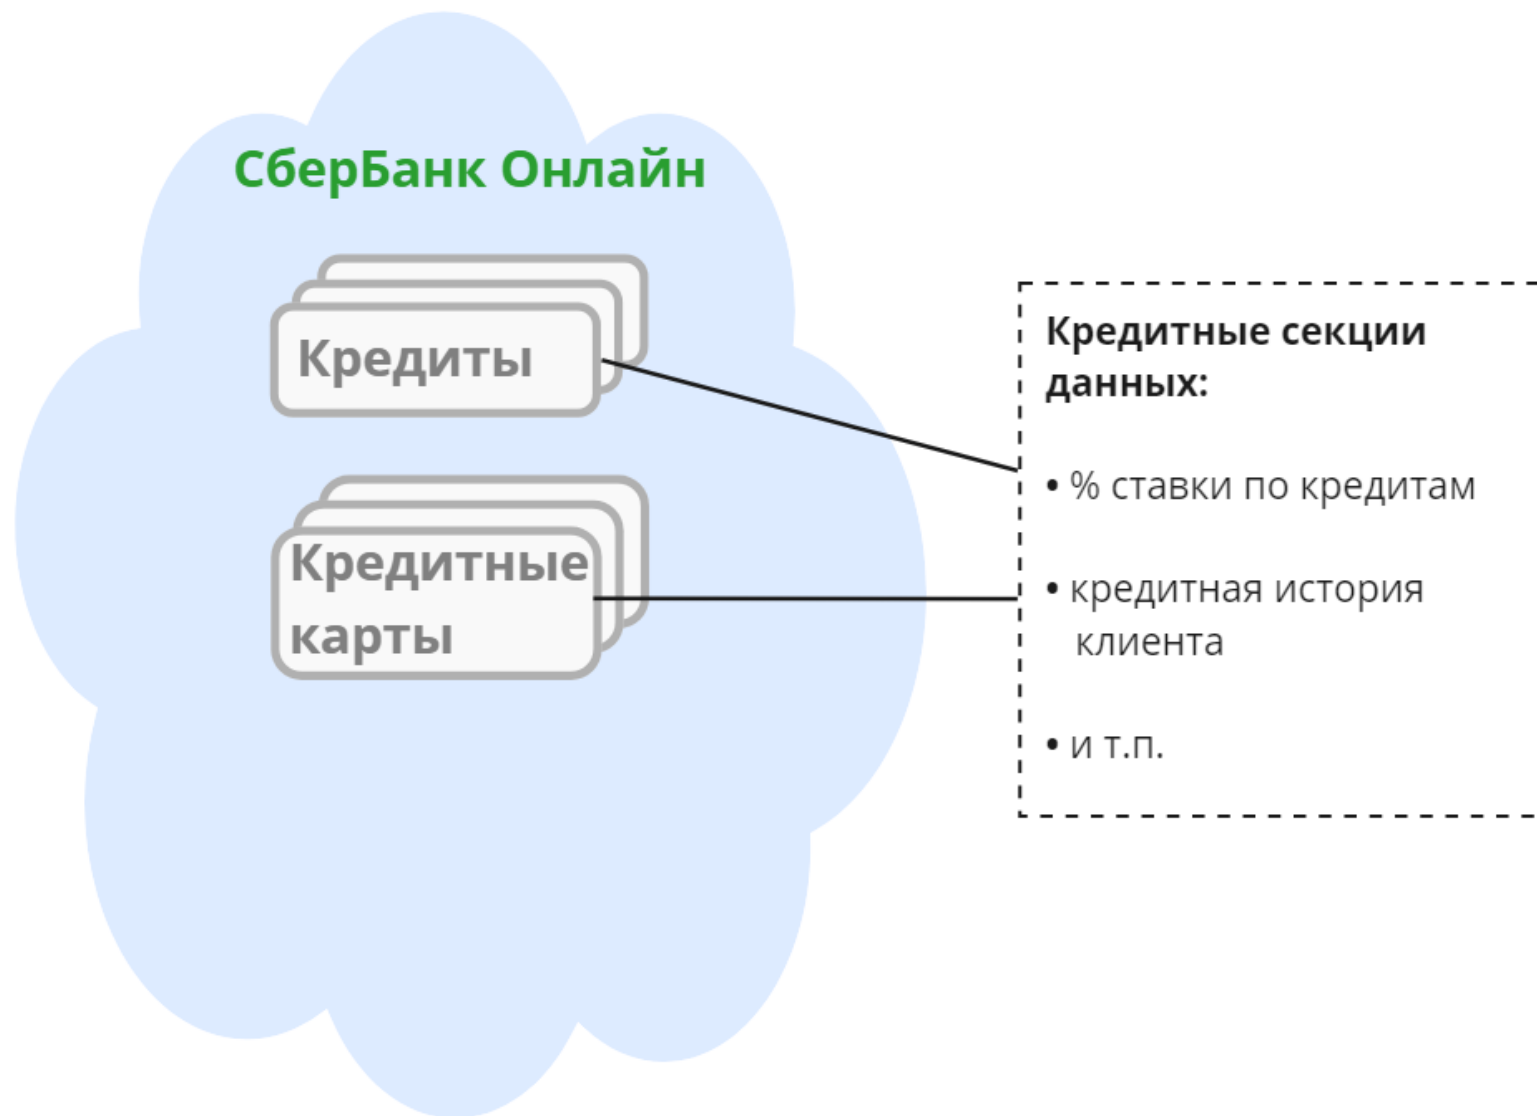 СберБанк Онлайн
Кредиты
Кредитные
карты
Кредитные секции
данных:
• % ставки по кредитам
• кредитная история
клиента
• и т.п.